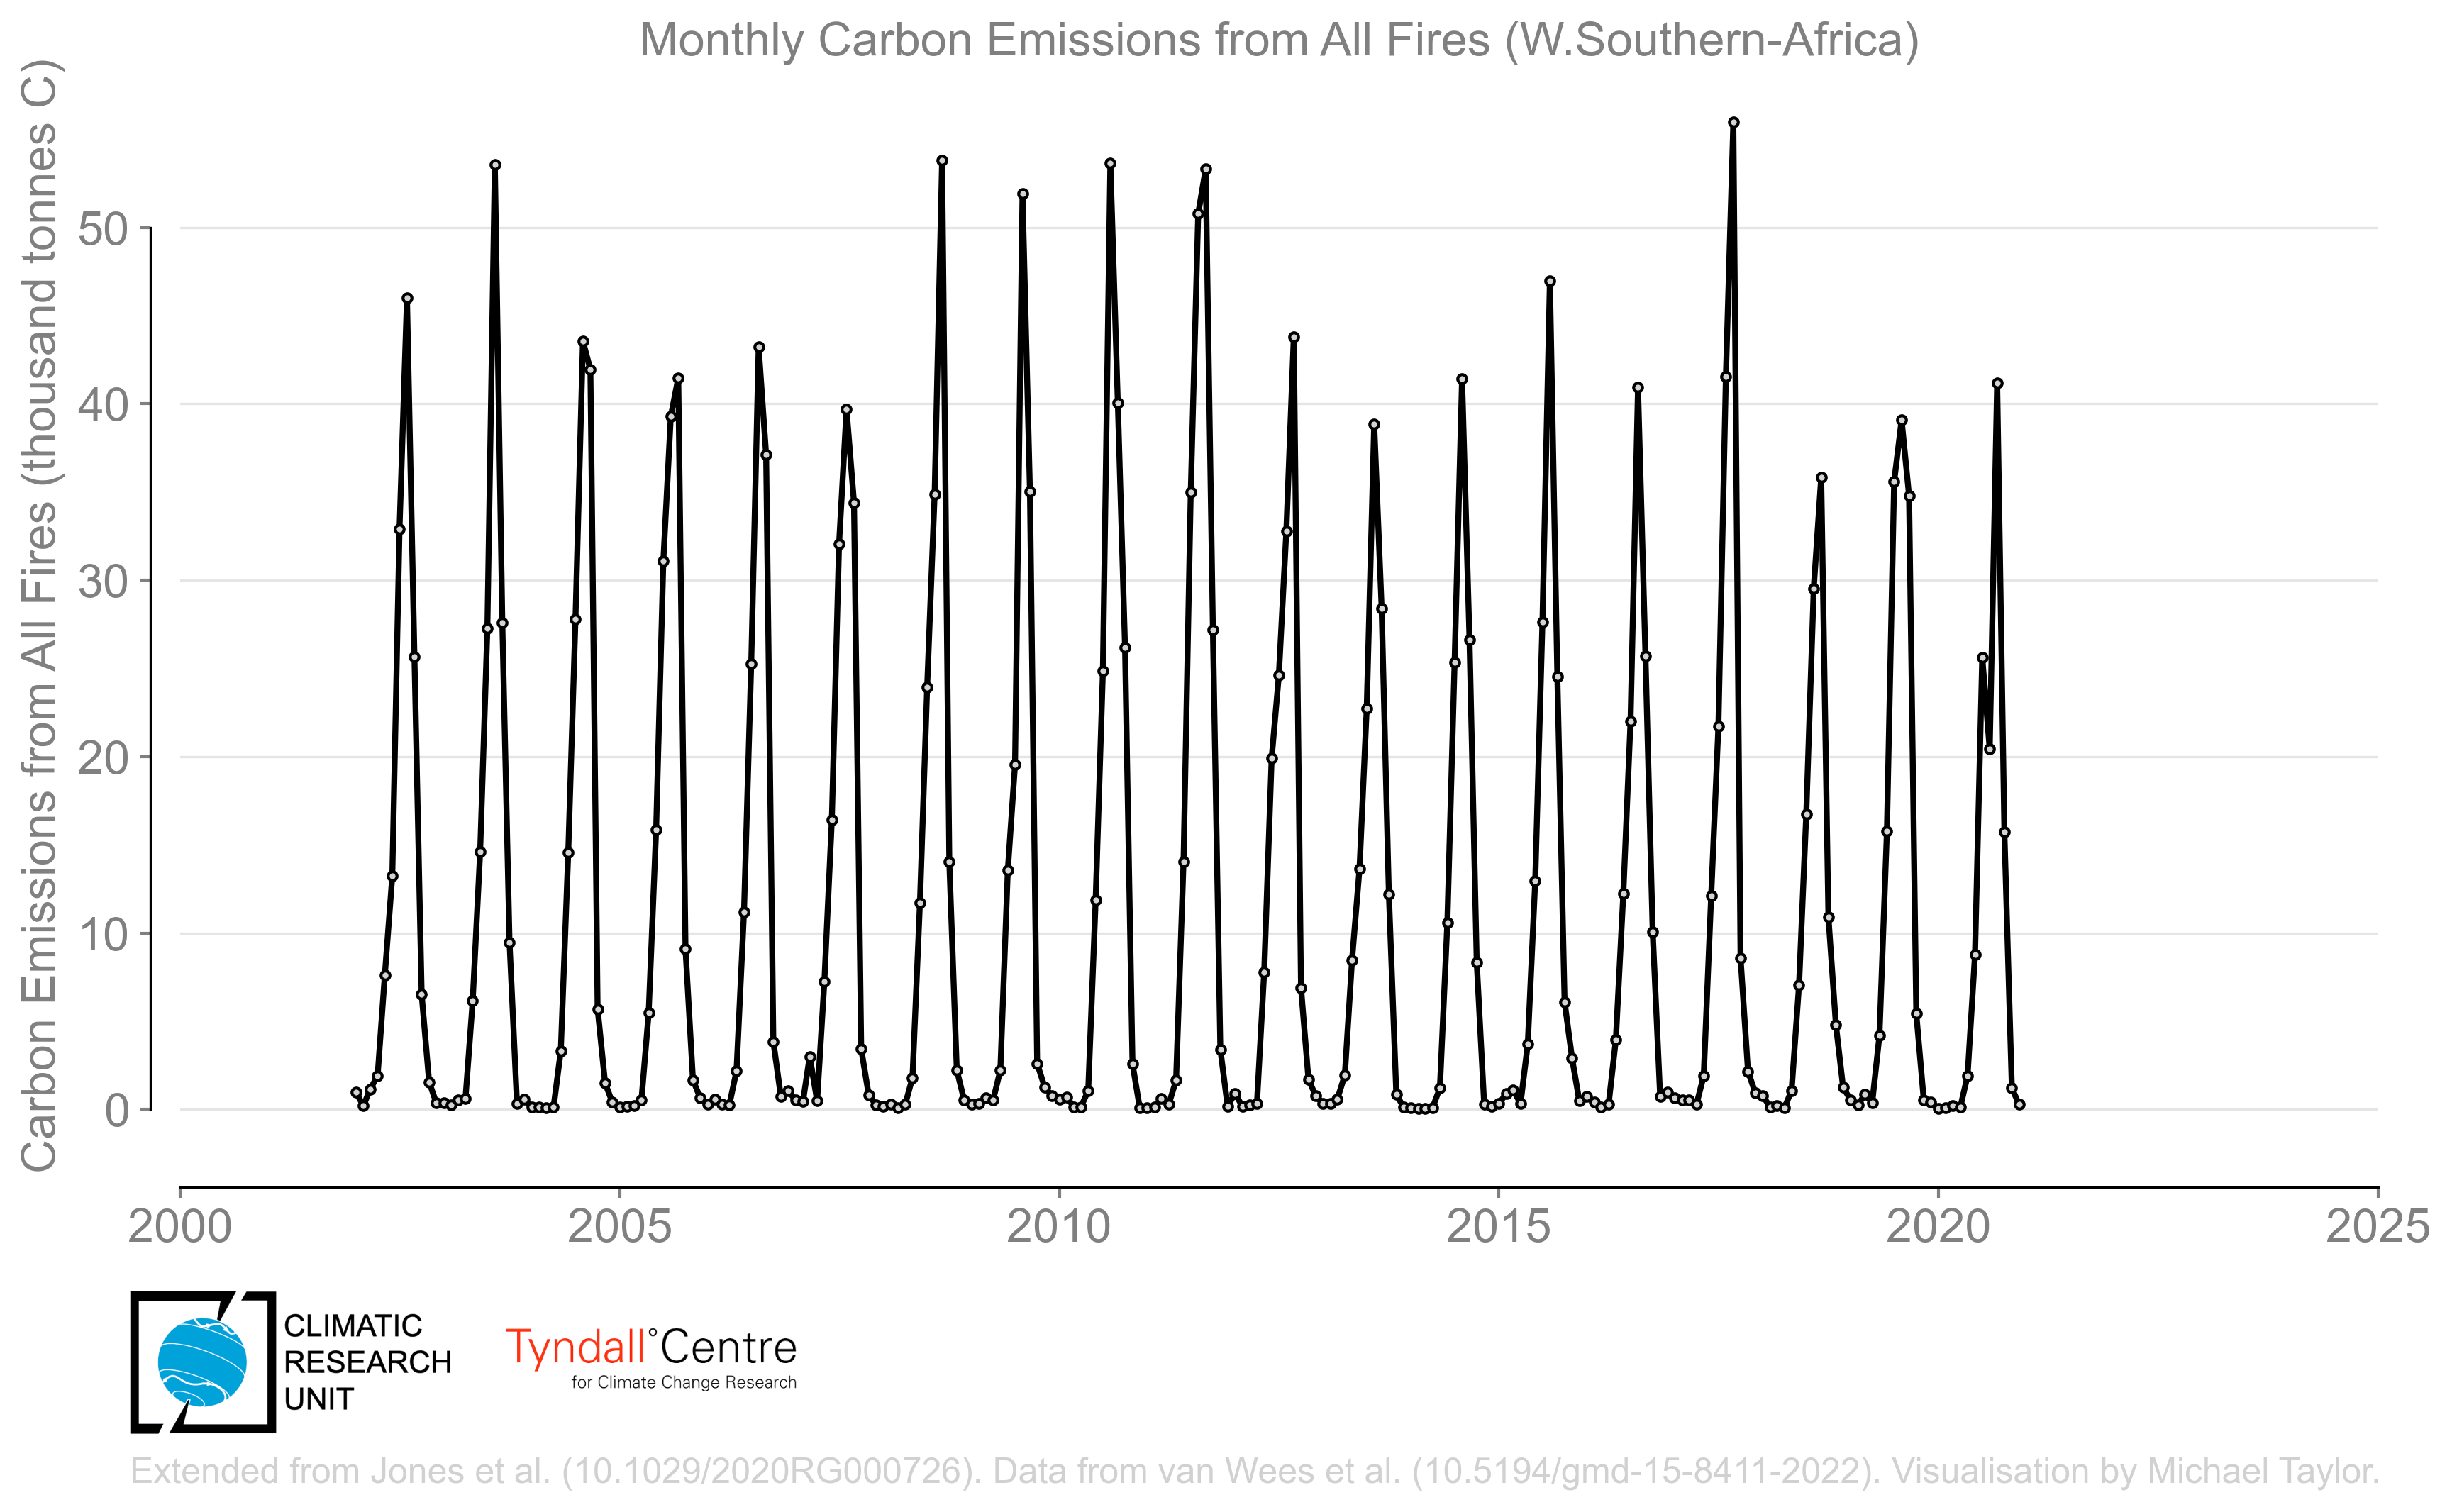 Monthly Carbon Emissions from All Fires (W.Southern-Africa)
Carbon Emissions from All Fires (thousand tonnes C)
50
40
30
20
10
0
2000 2005 2010 2015 2020 2025
CLIMATIC
RESEARCH
UNIT
Tyndall°Centre
for Climate Change Research
Extended from Jones et al. (10.1029/2020RG000726). Data from van Wees et al. (10.5194/gmd-15-8411-2022). Visualisation by Michael Taylor.